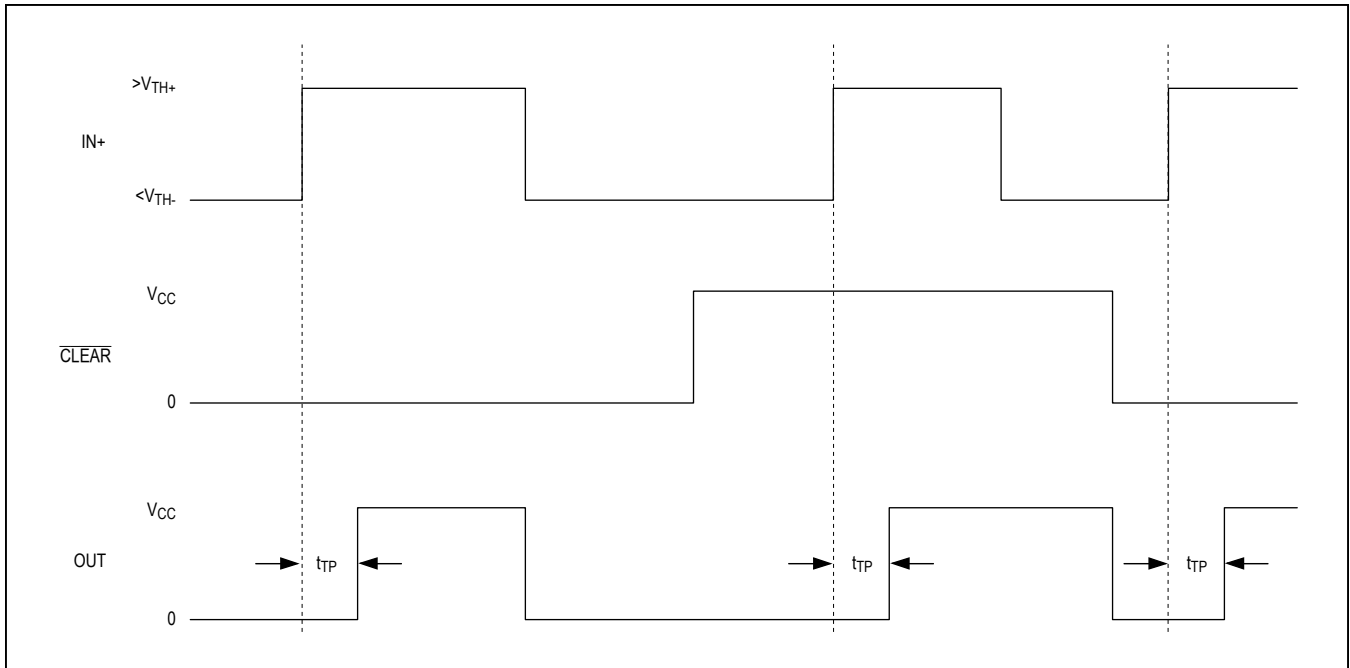 >VTH+
IN+
<VTH-
VCC
CLEAR
0
VCC
OUT
tTP
tTP
tTP
0